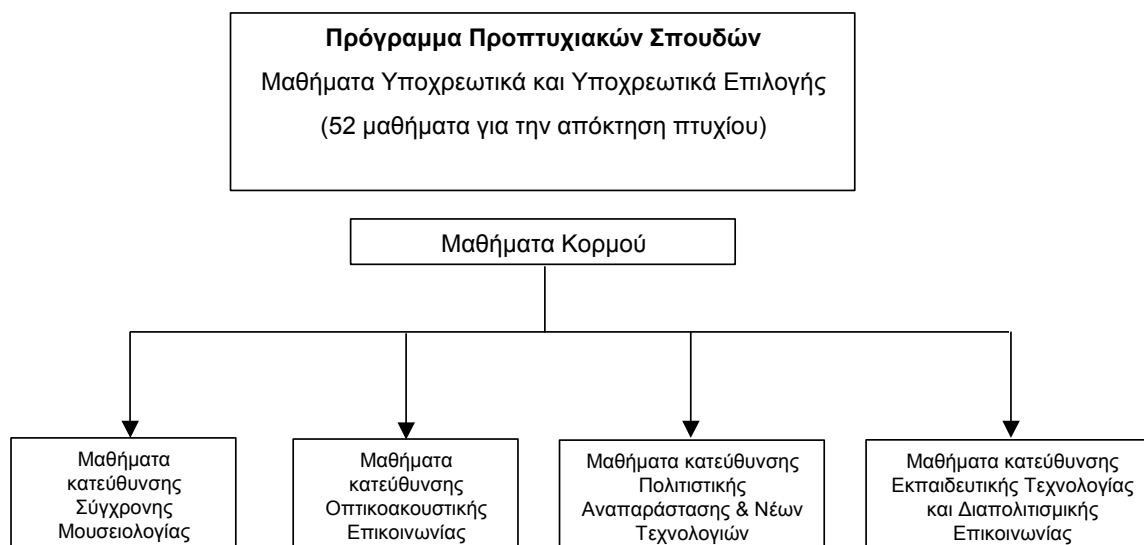 Πρόγραμμα Προπτυχιακών Σπουδών
Μαθήματα Υποχρεωτικά και Υποχρεωτικά Επιλογής
(52 μαθήματα για την απόκτηση πτυχίου)
Μαθήματα Κορμού
Μαθήματα
κατεύθυνσης
Σύγχρονης
Μουσειολογίας
Μαθήματα
κατεύθυνσης
Οπτικοακουστικής
Επικοινωνίας
Μαθήματα κατεύθυνσης
Πολιτιστικής
Αναπαράστασης & Νέων
Τεχνολογιών
Μαθήματα κατεύθυνσης
Εκπαιδευτικής Τεχνολογίας
και Διαπολιτισμικής
Επικοινωνίας